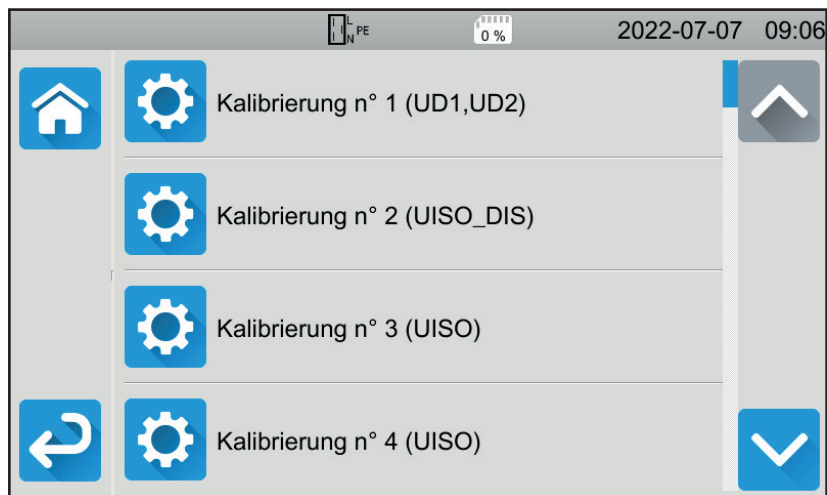 L
N PE
0 %
2022-07-07 09:06
Kalibrierung n° 1 (UD1,UD2)
Kalibrierung n° 2 (UISO_DIS)
Kalibrierung n° 3 (UISO)
Kalibrierung n° 4 (UISO)